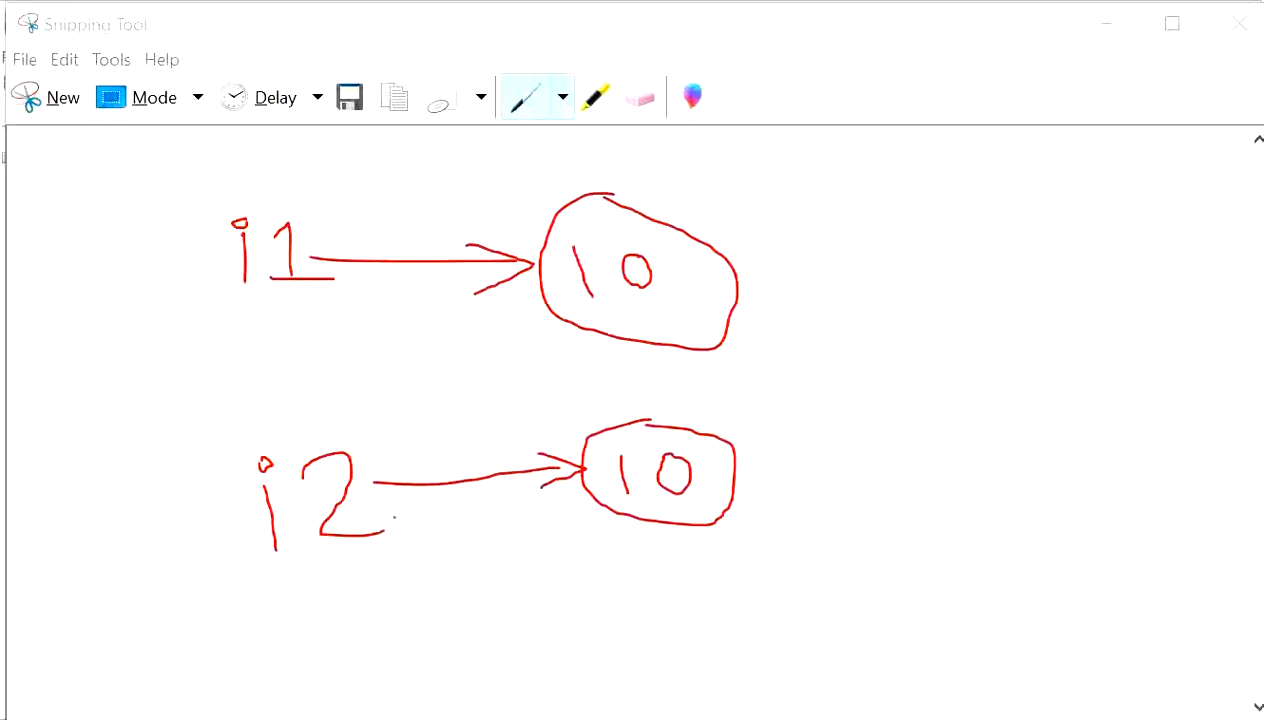 Snipping Tool
File Edit Tools Help
New Mode Delay
i1 10
i2 10